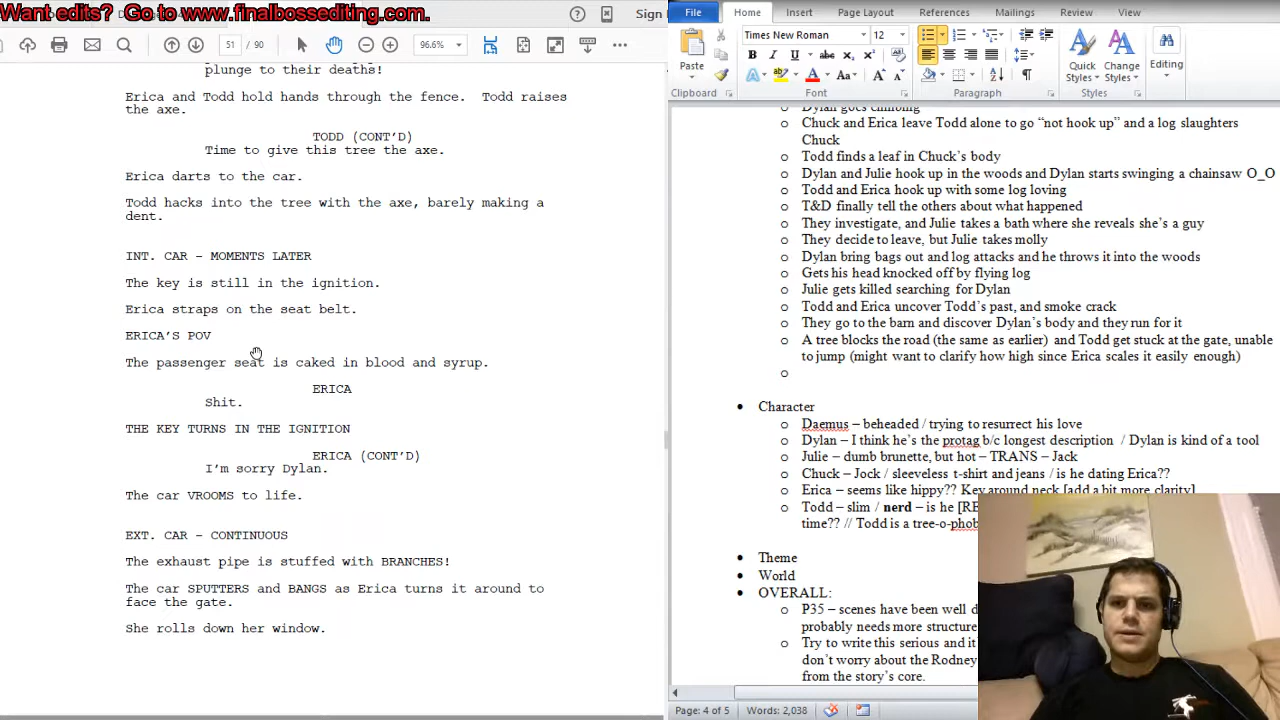 Want edits?  Go to www.finalbossediting.com.
Sign
96.6%
plunge to their deaths!
Erica and Todd hold hands through the fence.  Todd raises
the axe.
TODD (CONT'D)
Time to give this tree the axe.
Erica darts to the car.
Todd hacks into the tree with the axe, barely making a
dent.
INT. CAR - MOMENTS LATER
The key is still in the ignition.
Erica straps on the seat belt.
ERICA'S POV
The passenger seat is caked in blood and syrup.
ERICA
Shit.
THE KEY TURNS IN THE IGNITION
ERICA (CONT'D)
I'm sorry Dylan.
The car VROOMS to life.
EXT. CAR - CONTINUOUS
The exhaust pipe is stuffed with BRANCHES!
The car SPUTTERS and BANGS as Erica turns it around to
face the gate.
She rolls down her window.
File Home Insert Page Layout References Mailings Review View
Times New Roman 12
Paste
Quick Styles
Change Styles
Editing
Clipboard Font Paragraph Styles
Dylan goes climbing
Chuck and Erica leave Todd alone to go “not hook up” and a log slaughters
Chuck
Todd finds a leaf in Chuck’s body
Dylan and Julie hook up in the woods and Dylan starts swinging a chainsaw O_O
Todd and Erica hook up with some log loving
T&D finally tell the others about what happened
They investigate, and Julie takes a bath where she reveals she’s a guy
They decide to leave, but Julie takes molly
Dylan bring bags out and log attacks and he throws it into the woods
Gets his head knocked off by flying log
Julie gets killed searching for Dylan
Todd and Erica uncover Todd’s past, and smoke crack
They go to the barn and discover Dylan’s body and they run for it
A tree blocks the road (the same as earlier) and Todd get stuck at the gate, unable
to jump (might want to clarify how high since Erica scales it easily enough)
Character
Daemus – beheaded / trying to resurrect his love
Dylan – I think he’s the protag b/c longest description  / Dylan is kind of a tool
Julie – dumb brunette, but hot – TRANS – Jack
Chuck – Jock / sleeveless t-shirt and jeans / is he dating Erica??
Erica – seems like hippy?? Key around neck [add a bit more clarity]
Todd – slim / nerd – is he [RE
time?? // Todd is a tree-o-phob
Theme
World
OVERALL:
P35 – scenes have been well d
probably needs more structure
Try to write this serious and it
don’t worry about the Rodney
from the story’s core.
Page: 4 of 5 Words: 2,038